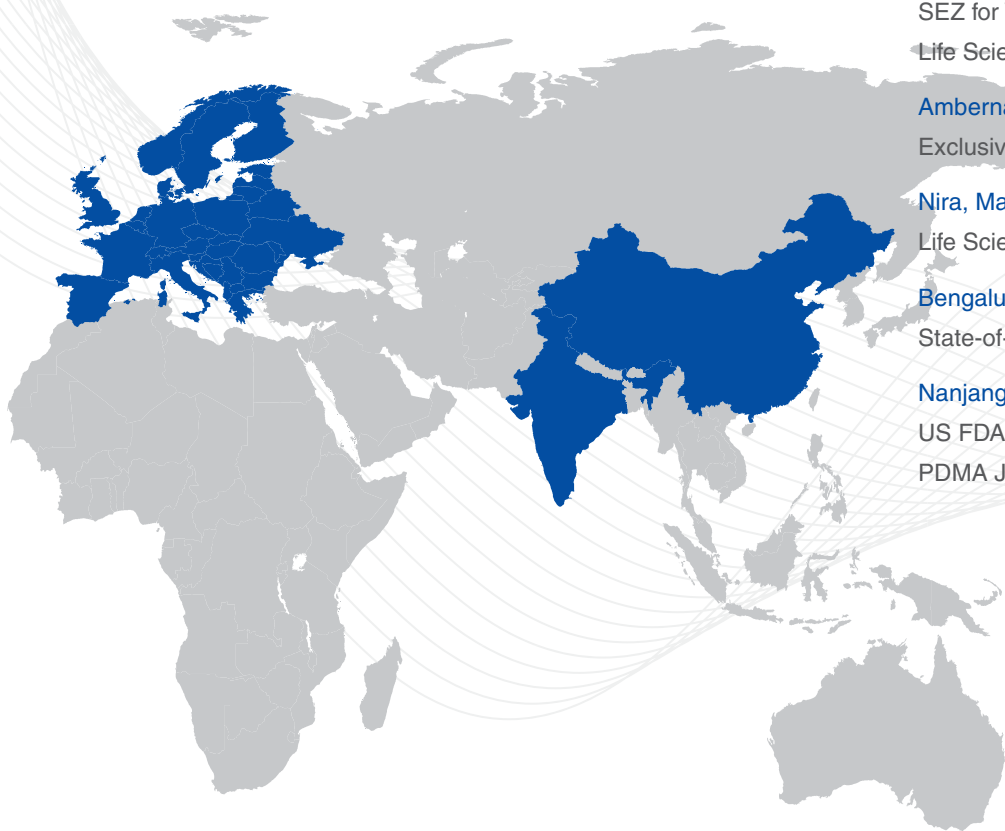 SEZ for
Life Scie
Amberna
Exclusiv
Nira, Ma
Life Scie
Bengalu
State-of-
Nanjang
US FDA
PDMA J